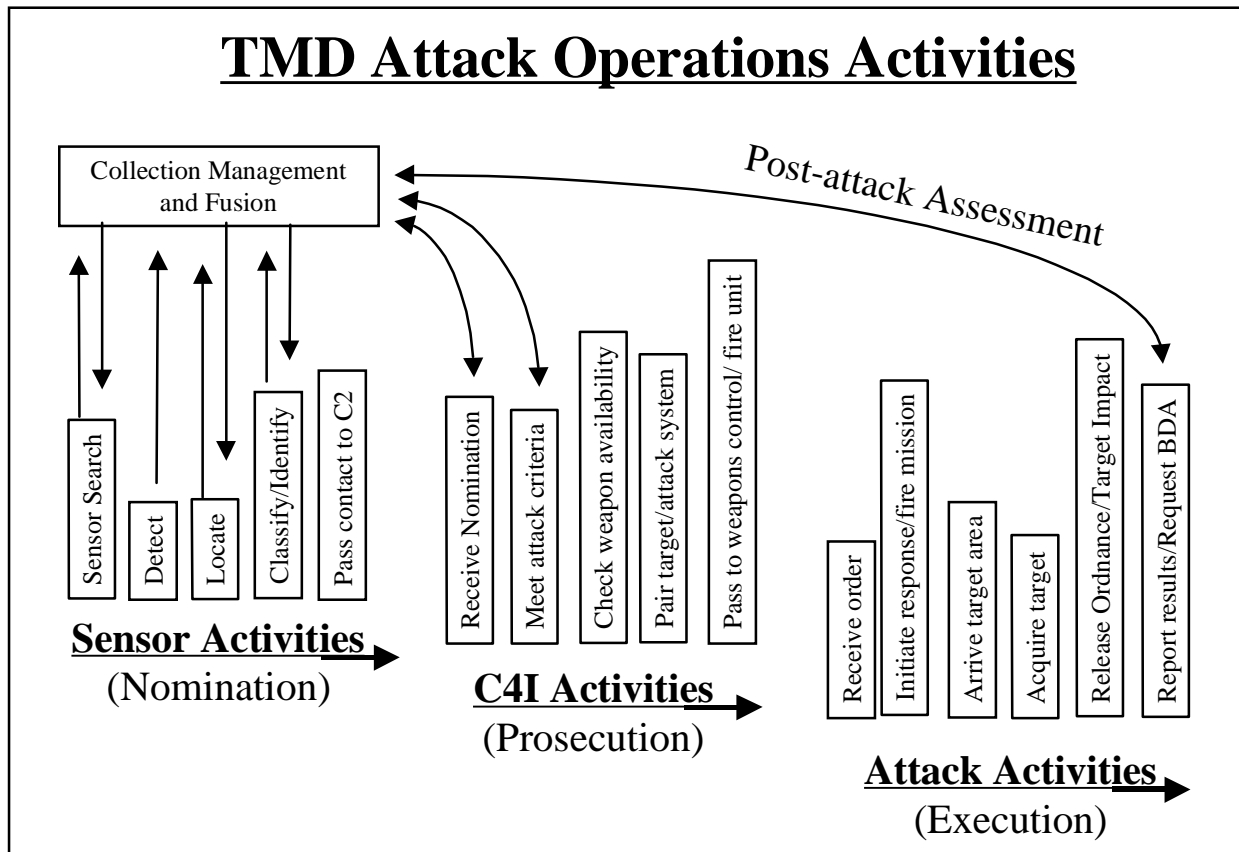 TMD Attack Operations Activities
Collection Management
and Fusion
Post-attack Assessment
Sensor Search
Detect
Locate
Classify/Identify
Pass contact to C2
Sensor Activities
(Nomination)
Receive Nomination
Meet attack criteria
Check weapon availability
Pair target/attack system
Pass to weapons control/ fire unit
C4I Activities
(Prosecution)
Receive order
Initiate response/fire mission
Arrive target area
Acquire target
Release Ordnance/Target Impact
Report results/Request BDA
Attack Activities
(Execution)